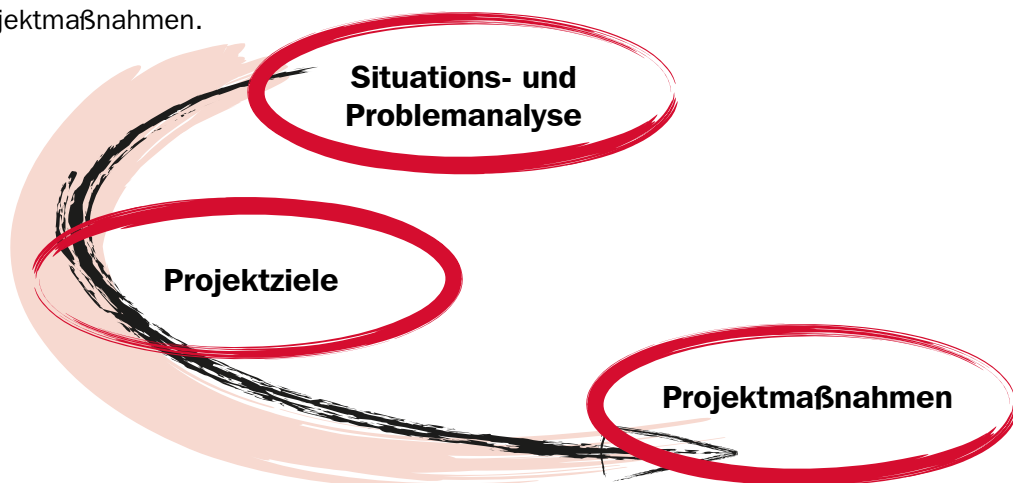 jektmaßnahmen.
Situations- und
Problemanalyse
Projektziele
Projektmaßnahmen